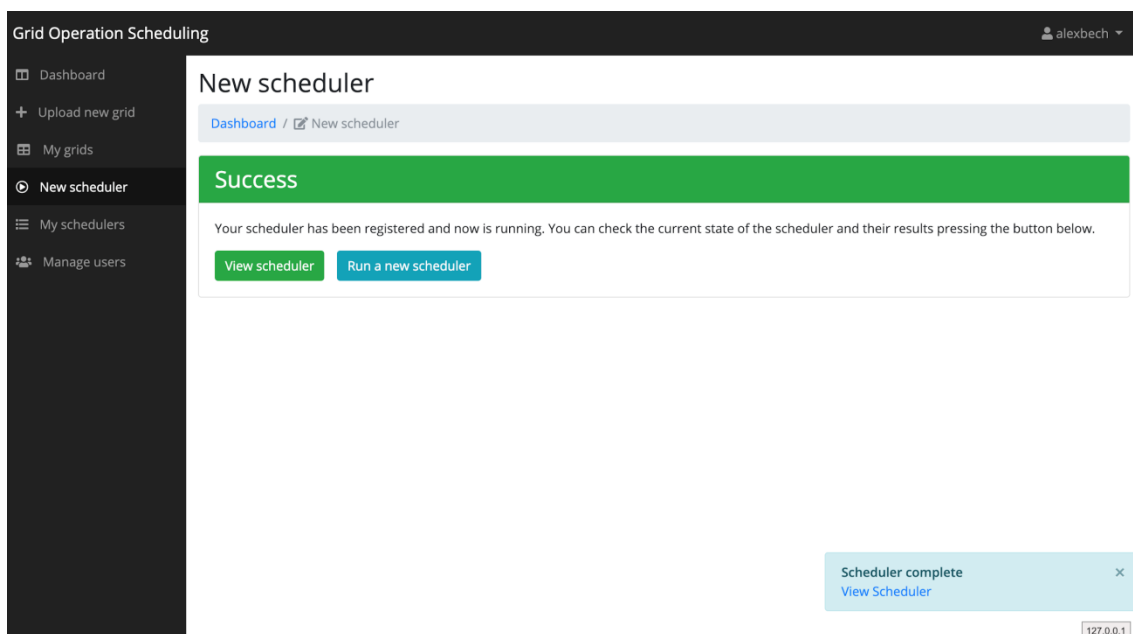 Grid Operation Scheduling
alexbech
Dashboard
Upload new grid
My grids
New scheduler
My schedulers
Manage users
New scheduler
Dashboard / New scheduler
Success
Your scheduler has been registered and now is running. You can check the current state of the scheduler and their results pressing the button below.
View scheduler
Run a new scheduler
Scheduler complete
View Scheduler
127.0.0.1